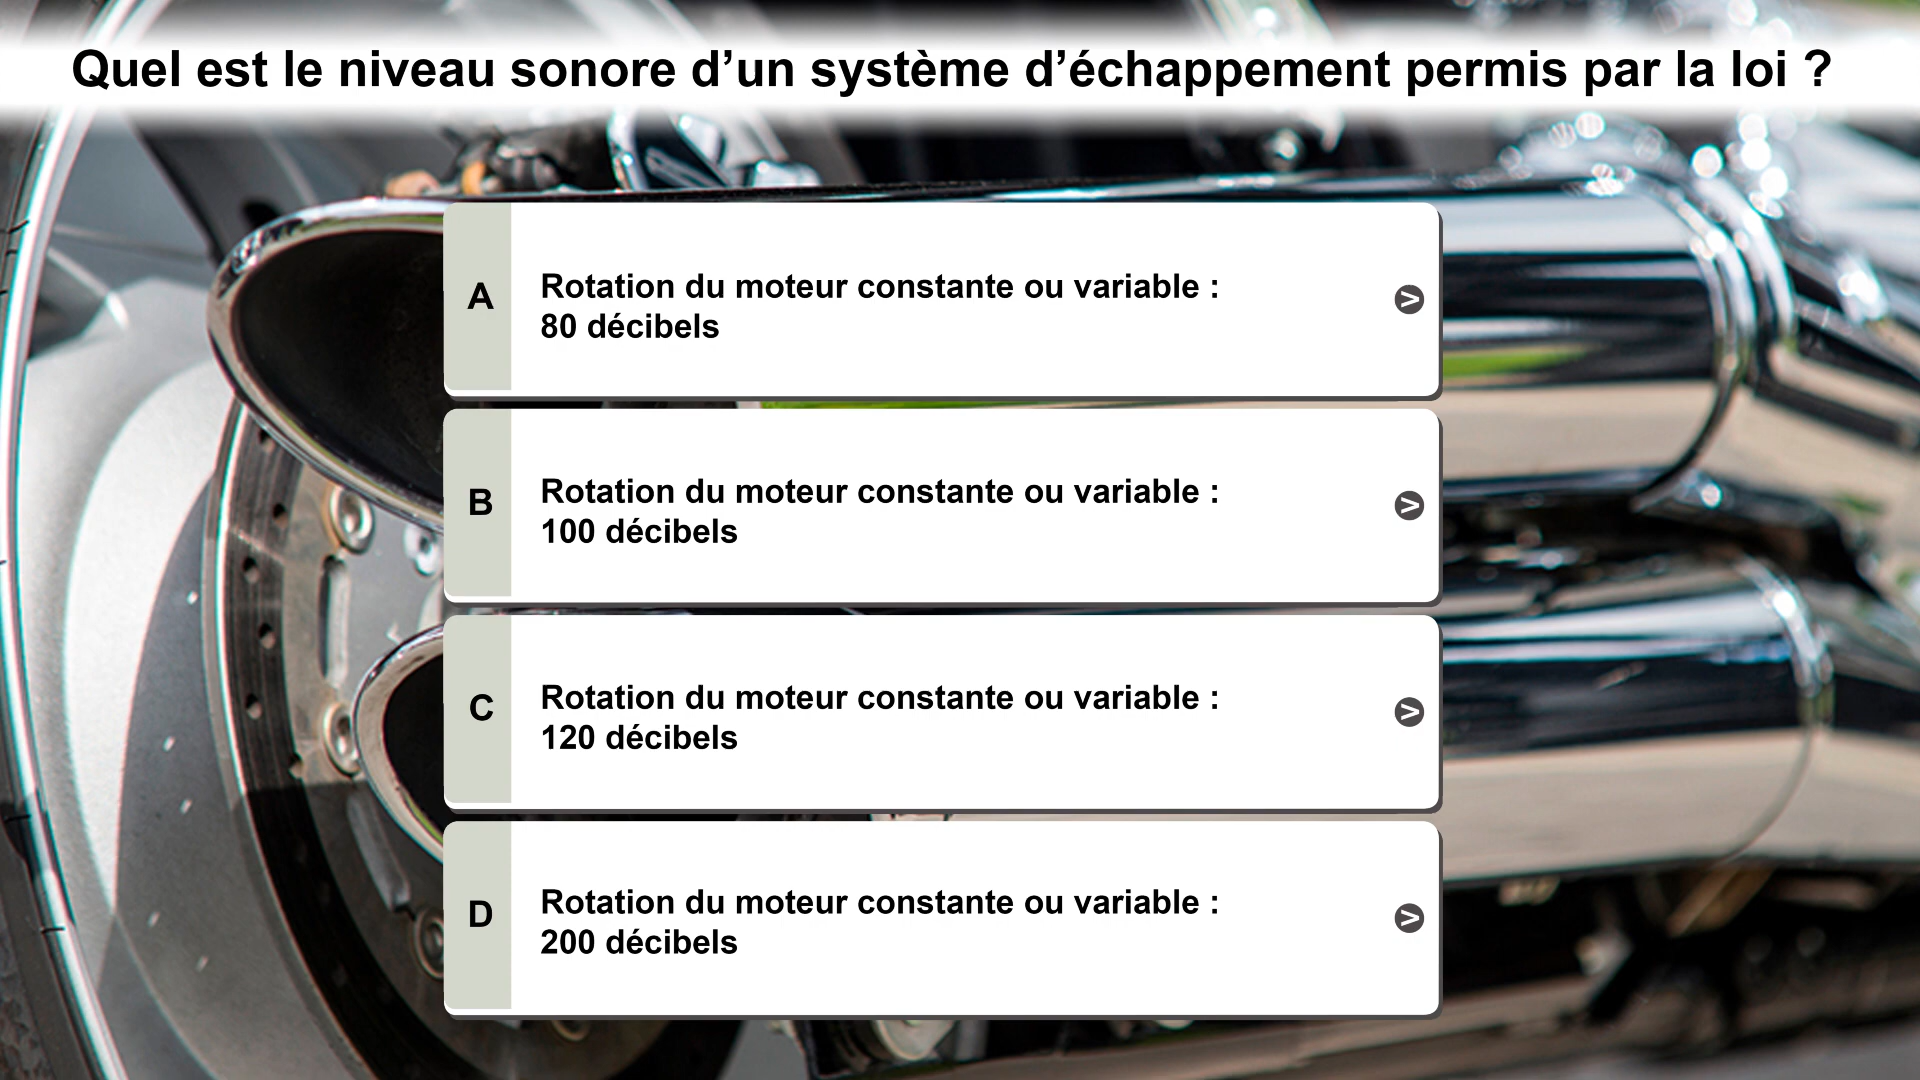 Quel est le niveau sonore d’un système d’échappement permis par la loi ?
A
Rotation du moteur constante ou variable :
80 décibels
B
Rotation du moteur constante ou variable :
100 décibels
C
Rotation du moteur constante ou variable :
120 décibels
D
Rotation du moteur constante ou variable :
200 décibels